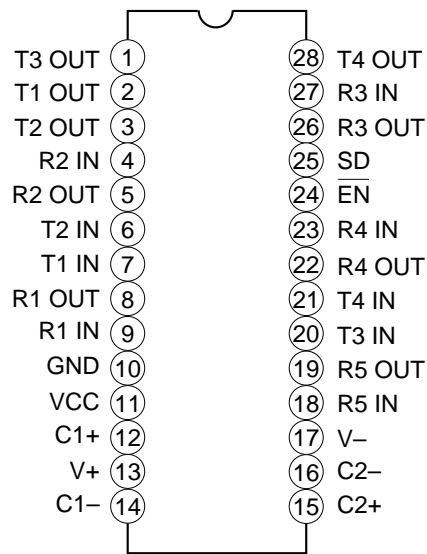 T3 OUT 1 28 T4 OUT
T1 OUT 2 27 R3 IN
T2 OUT 3 26 R3 OUT
R2 IN 4 25 SD
R2 OUT 5 24 EN
T2 IN 6 23 R4 IN
T1 IN 7 22 R4 OUT
R1 OUT 8 21 T4 IN
R1 IN 9 20 T3 IN
GND 10 19 R5 OUT
VCC 11 18 R5 IN
C1+ 12 17 V–
V+ 13 16 C2–
C1– 14 15 C2+